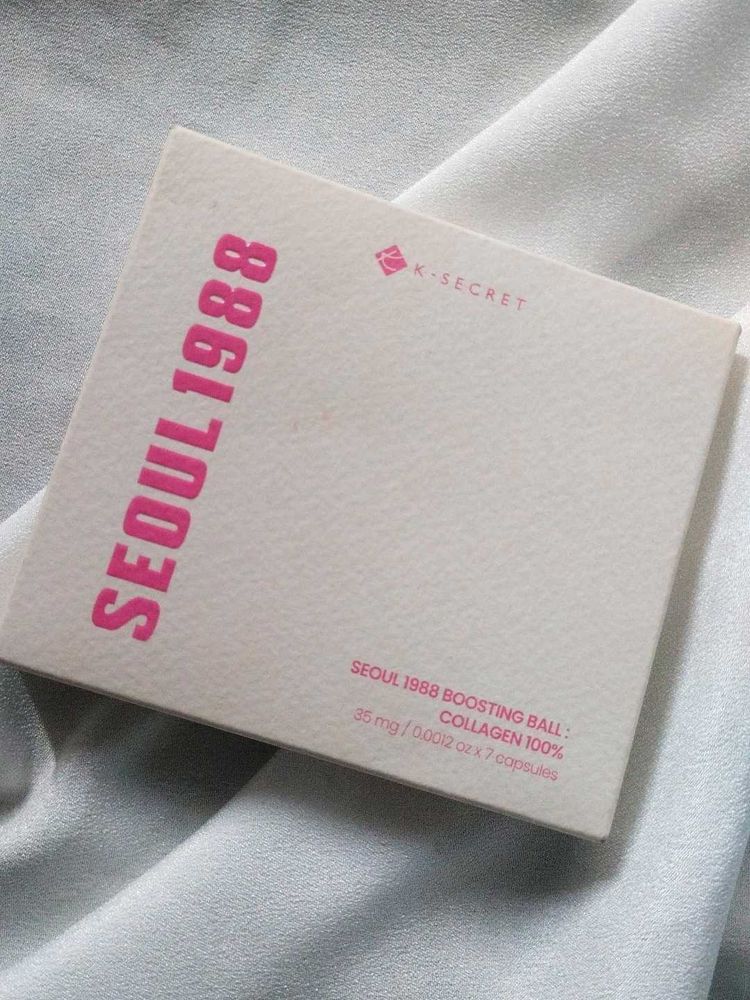 K-SECRET
SEOUL 1988
SEOUL 1988 BOOSTING BALL :
COLLAGEN 100%
35 mg / 0.0012 oz x 7 capsules